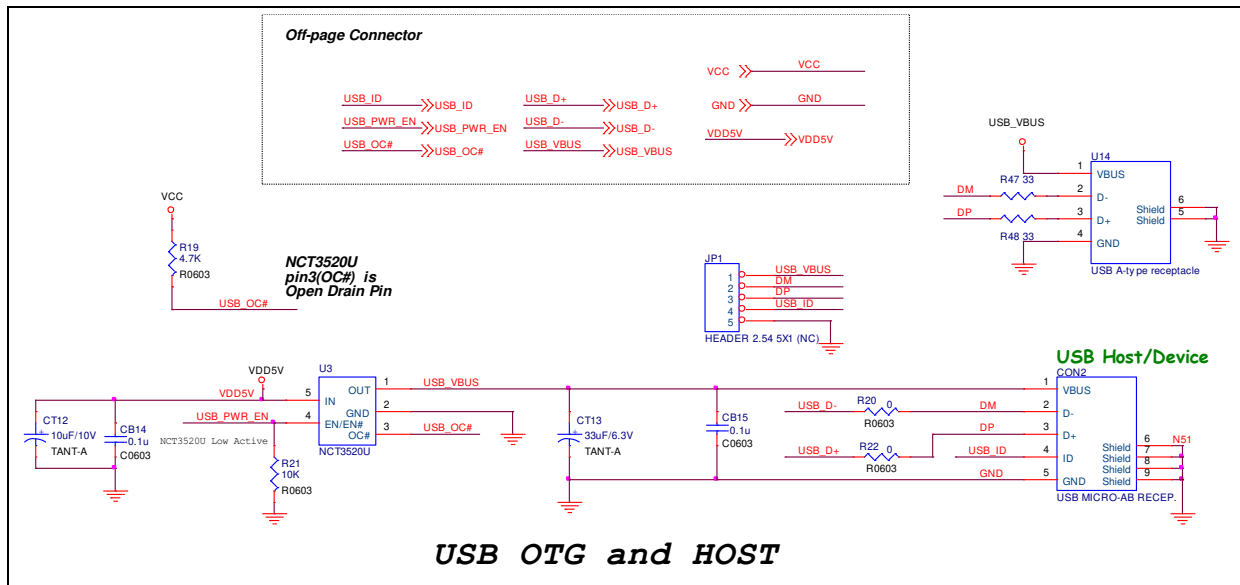 Off-page Connector
USB_ID USB_ID
USB_PWR_EN USB_PWR_EN
USB_OC# USB_OC#
USB_D+ USB_D+
USB_D- USB_D-
USB_VBUS USB_VBUS
VCC VCC
GND GND
VDD5V VDD5V
USB_VBUS
U14
1 VBUS
DM R47 33 2 D-
DP 3 D+
R48 33
4 GND
6 Shield
5 Shield
USB A-type receptacle
VCC
R19
4.7K
R0603
USB_OC#
NCT3520U
pin3(OC#) is
Open Drain Pin
JP1
1 USB_VBUS
2 DM
3 DP
4 USB_ID
5
HEADER 2.54 5X1 (NC)
VDD5V
VDD5V
USB_PWR_EN
CT12
10uF/10V
TANT-A
CB14
0.1u
C0603
NCT3520U Low Active
R21
10K
R0603
U3
5 IN
4 EN/EN#
OUT 1
GND 2
OC# 3
NCT3520U
USB_VBUS
USB_OC#
CT13
33uF/6.3V
TANT-A
CB15
0.1u
C0603
USB_D- R20 0 DM
R0603
USB_D+ R22 0 DP
R0603
USB_ID
GND
USB Host/Device
CON2
1 VBUS
2 D-
3 D+
4 ID
5 GND
Shield 6
Shield 7
Shield 8
Shield 9
N51
USB MICRO-AB RECEP.
USB OTG and HOST